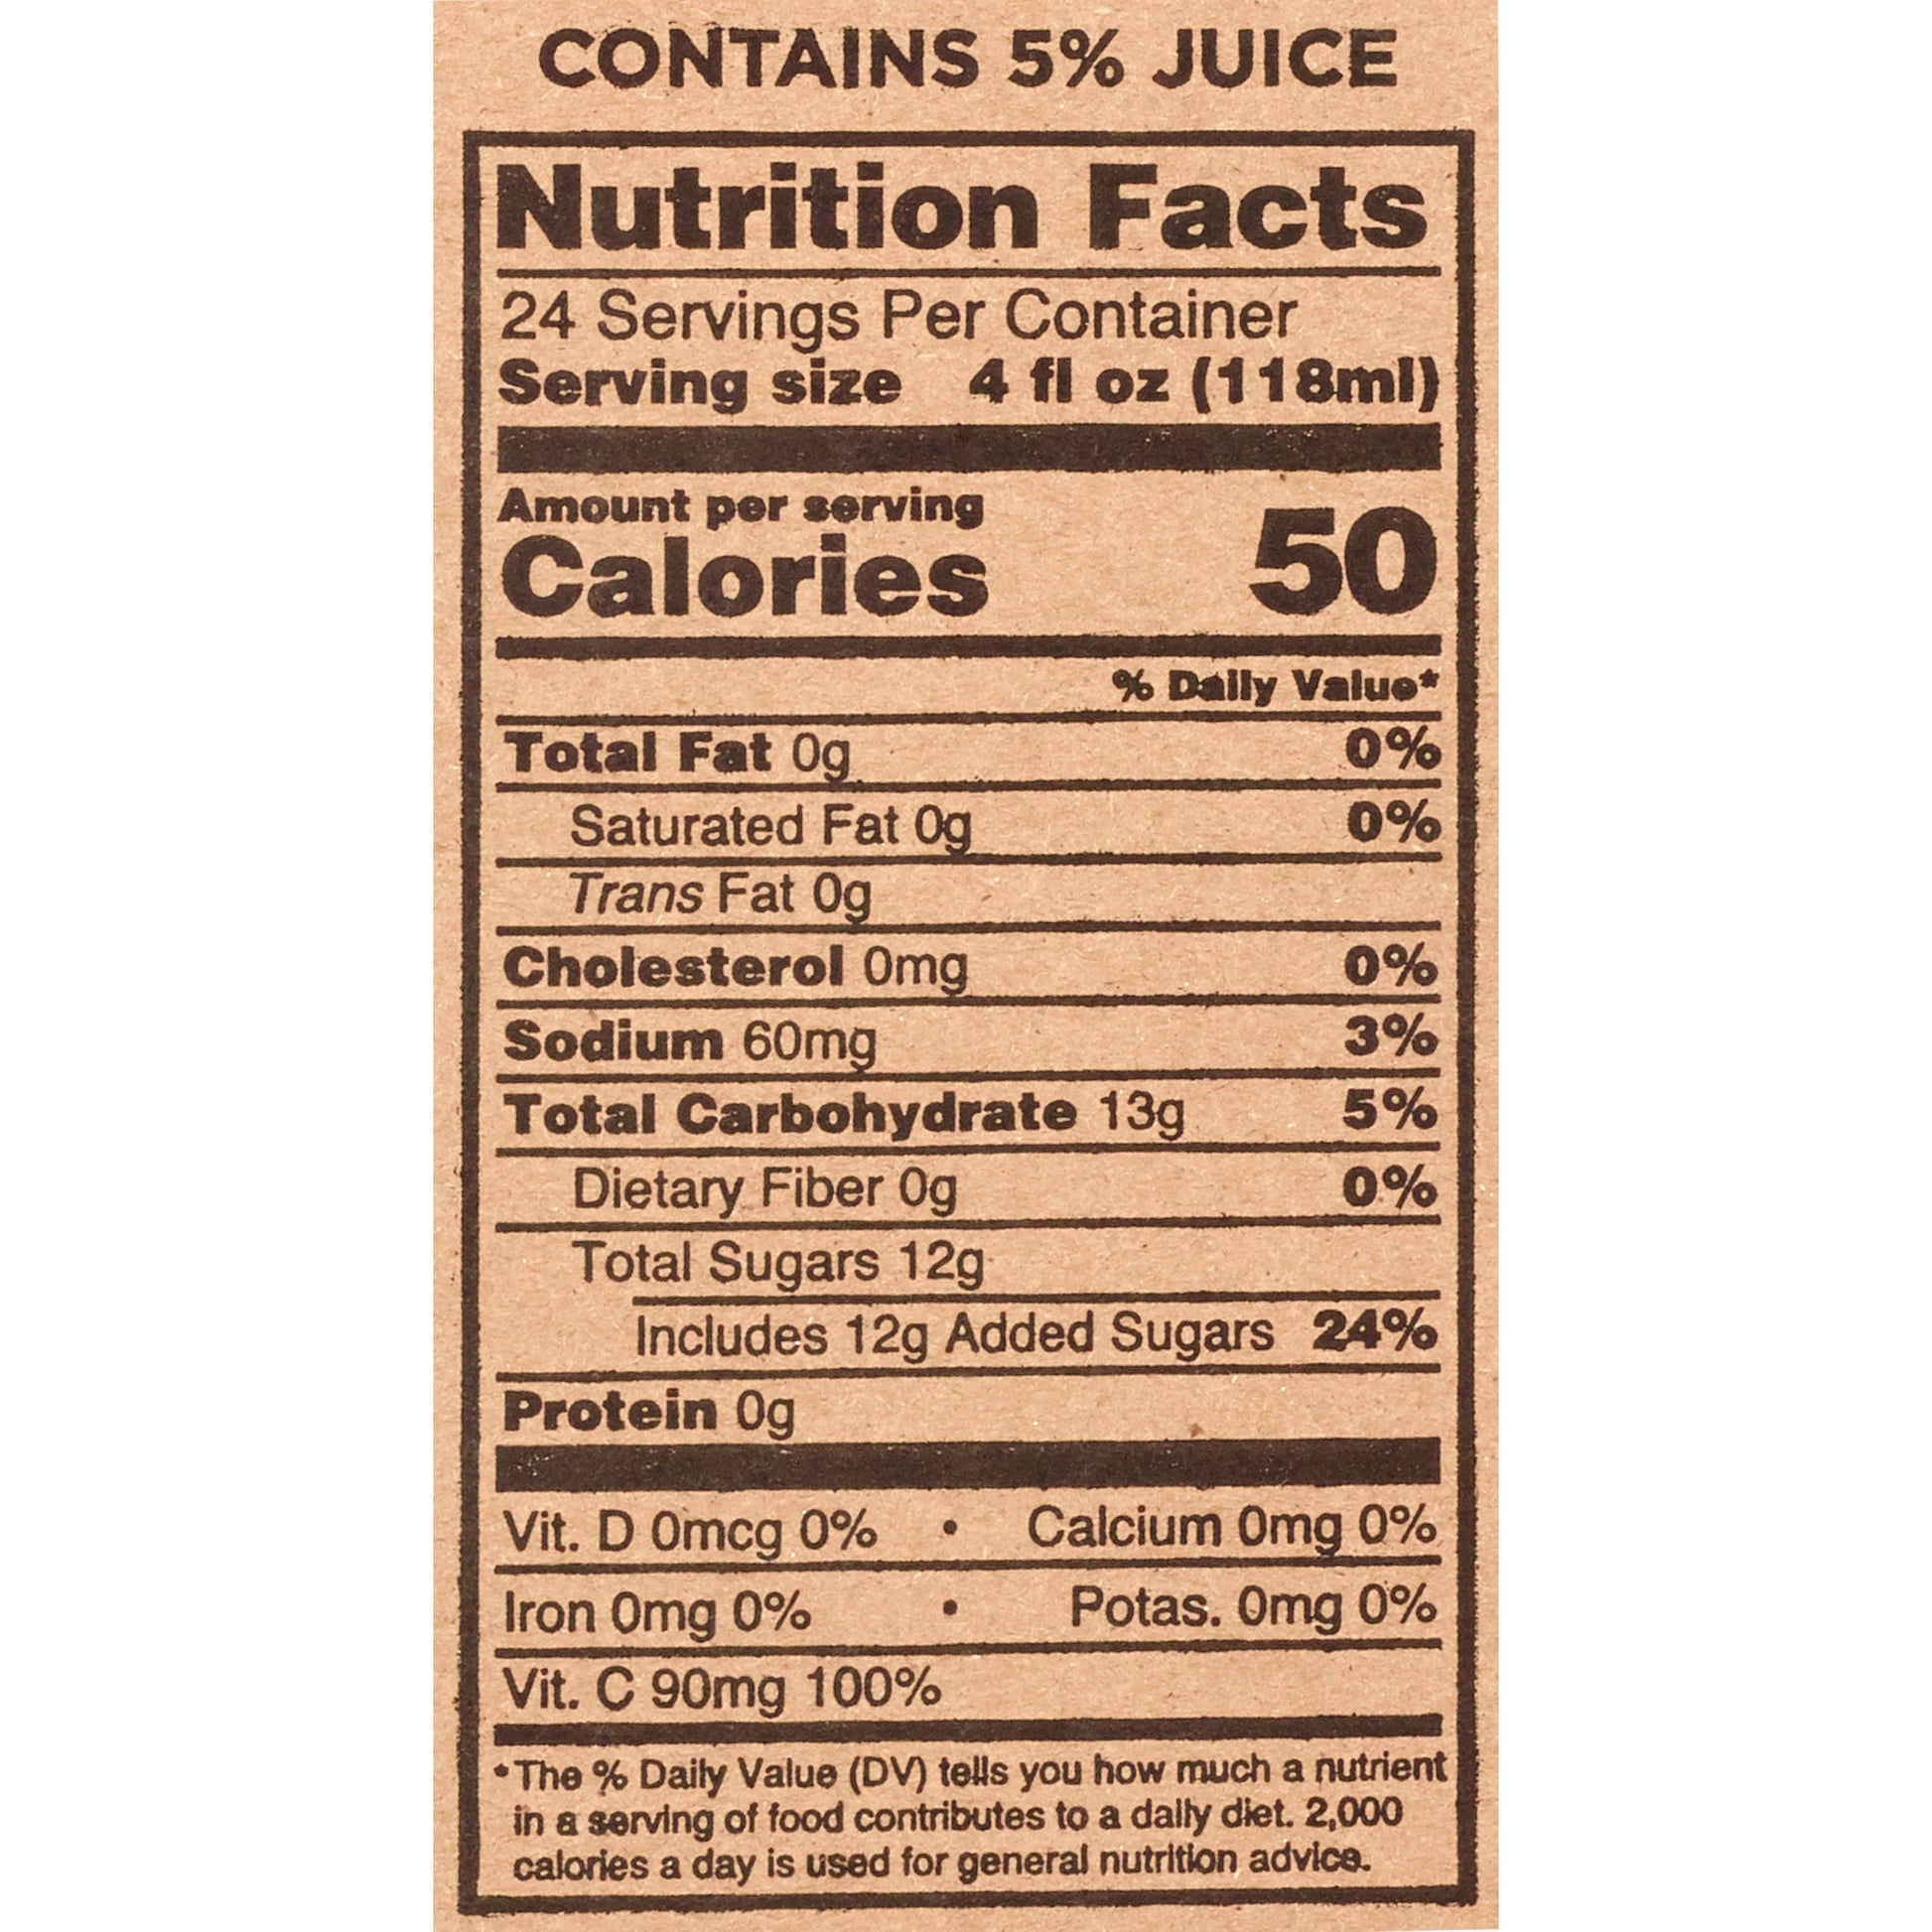 CONTAINS 5% JUICE
Nutrition Facts
24 Servings Per Container
Serving size 4 fl oz (118ml)
Amount per serving
Calories 50
% Daily Value*
Total Fat 0g 0%
Saturated Fat 0g 0%
Trans Fat 0g
Cholesterol 0mg 0%
Sodium 60mg 3%
Total Carbohydrate 13g 5%
Dietary Fiber 0g 0%
Total Sugars 12g
Includes 12g Added Sugars 24%
Protein 0g
Vit. D 0mcg 0% • Calcium 0mg 0%
Iron 0mg 0% • Potas. 0mg 0%
Vit. C 90mg 100%
*The % Daily Value (DV) tells you how much a nutrient
in a serving of food contributes to a daily diet. 2,000
calories a day is used for general nutrition advice.